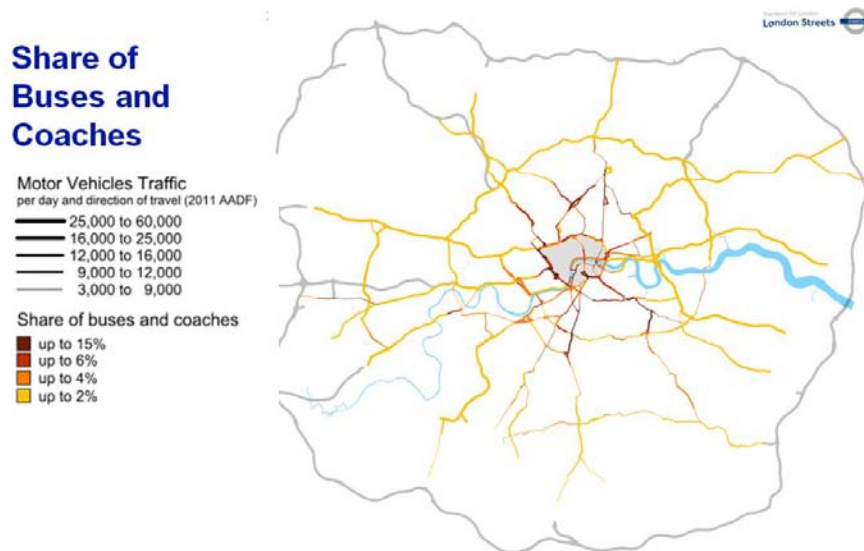 Transport for London
London Streets
Share of
Buses and
Coaches
Motor Vehicles Traffic
per day and direction of travel (2011 AADF)
25,000 to 60,000
16,000 to 25,000
12,000 to 16,000
9,000 to 12,000
3,000 to 9,000
Share of buses and coaches
up to 15%
up to 6%
up to 4%
up to 2%